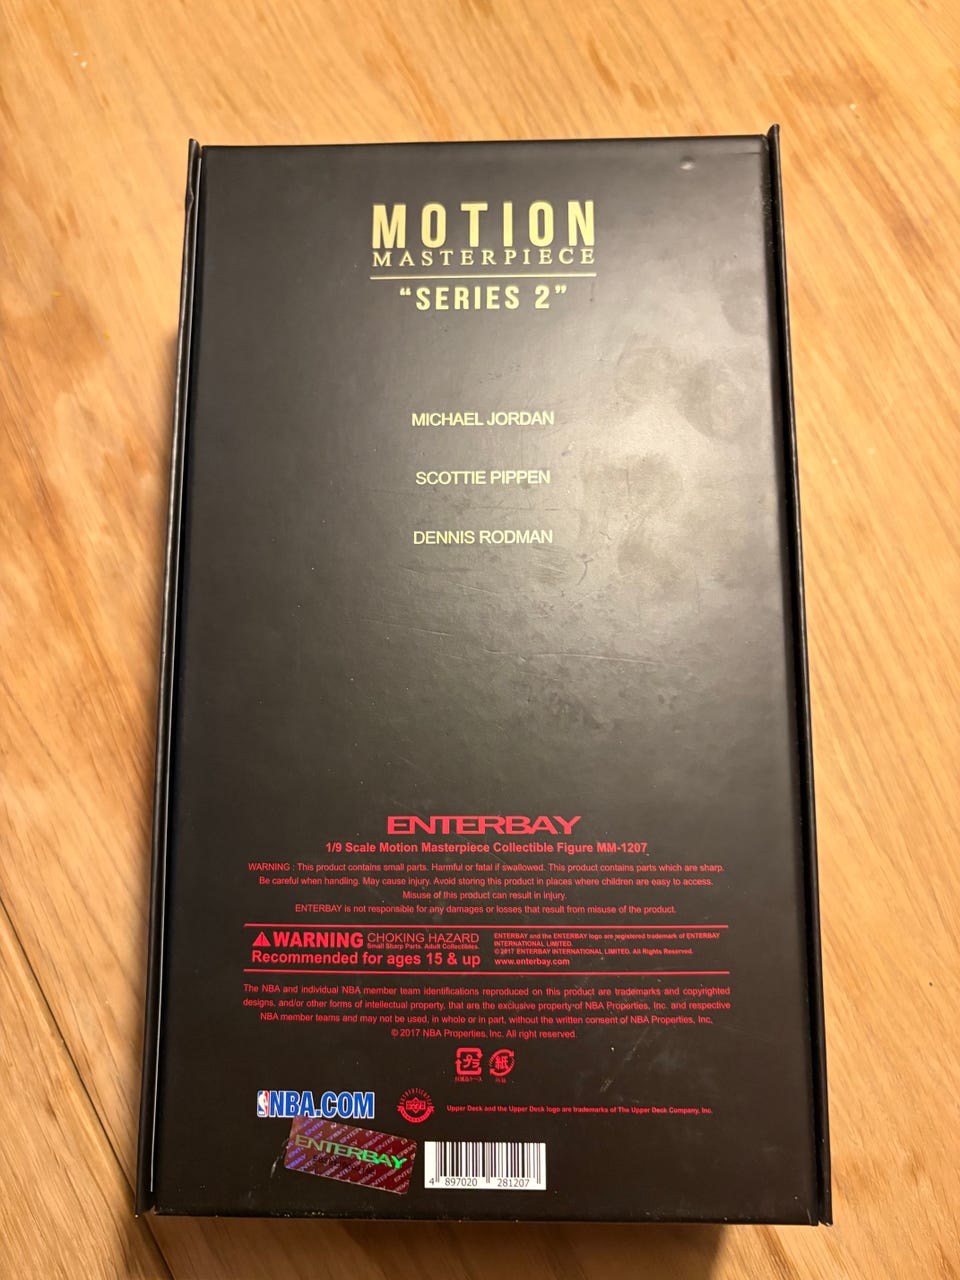 MOTION
MASTERPIECE
“SERIES 2”
MICHAEL JORDAN
SCOTTIE PIPPEN
DENNIS RODMAN
ENTERBAY
1/9 Scale Motion Masterpiece Collectible Figure MM-1207
WARNING : This product contains small parts. Harmful or fatal if swallowed. This product contains parts which are sharp.
Be careful when handling. May cause injury. Avoid storing this product in places where children are easy to access.
Misuse of this product can result in injury.
ENTERBAY is not responsible for any damages or losses that result from misuse of the product.
WARNING CHOKING HAZARD
Small Sharp Parts. Adult Collectibles.
Recommended for ages 15 & up
ENTERBAY and the ENTERBAY logo are registered trademark of ENTERBAY
INTERNATIONAL LIMITED.
© 2017 ENTERBAY INTERNATIONAL LIMITED. All Rights Reserved.
www.enterbay.com
The NBA and individual NBA member team identifications reproduced on this product are trademarks and copyrighted
designs, and/or other forms of intellectual property, that are the exclusive property of NBA Properties, Inc. and respective
NBA member teams and may not be used, in whole or in part, without the written consent of NBA Properties, Inc.
© 2017 NBA Properties, Inc. All right reserved.
プラ 紙
NBA.COM
Upper Deck and the Upper Deck logo are trademarks of The Upper Deck Company, Inc.
ENTERBAY
4 897020 281207